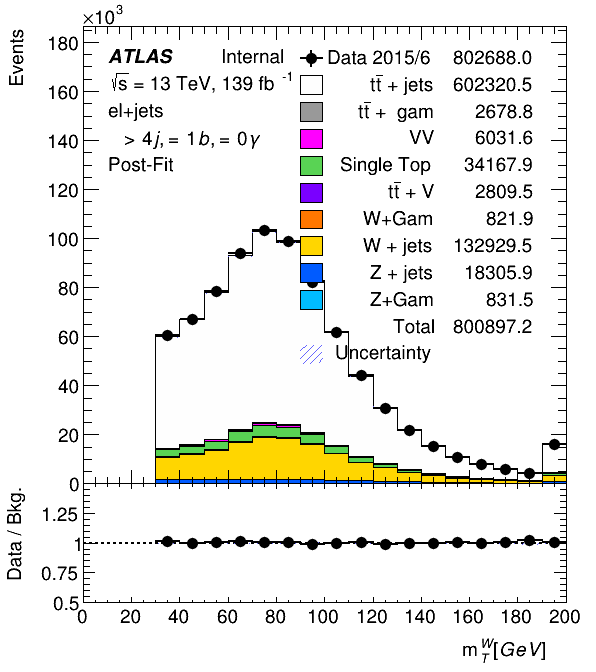 ×10³
Events
180
160
140
120
100
80
60
40
20
0
ATLAS Internal
√s = 13 TeV, 139 fb⁻¹
el+jets
> 4j, = 1b, = 0γ
Post-Fit
Data 2015/6 802688.0
tt̄ + jets 602320.5
tt̄ + gam 2678.8
VV 6031.6
Single Top 34167.9
tt̄ + V 2809.5
W+Gam 821.9
W + jets 132929.5
Z + jets 18305.9
Z+Gam 831.5
Total 800897.2
Uncertainty
Data / Bkg.
1.25
1
0.75
0.5
0 20 40 60 80 100 120 140 160 180 200
m_T^W [GeV]